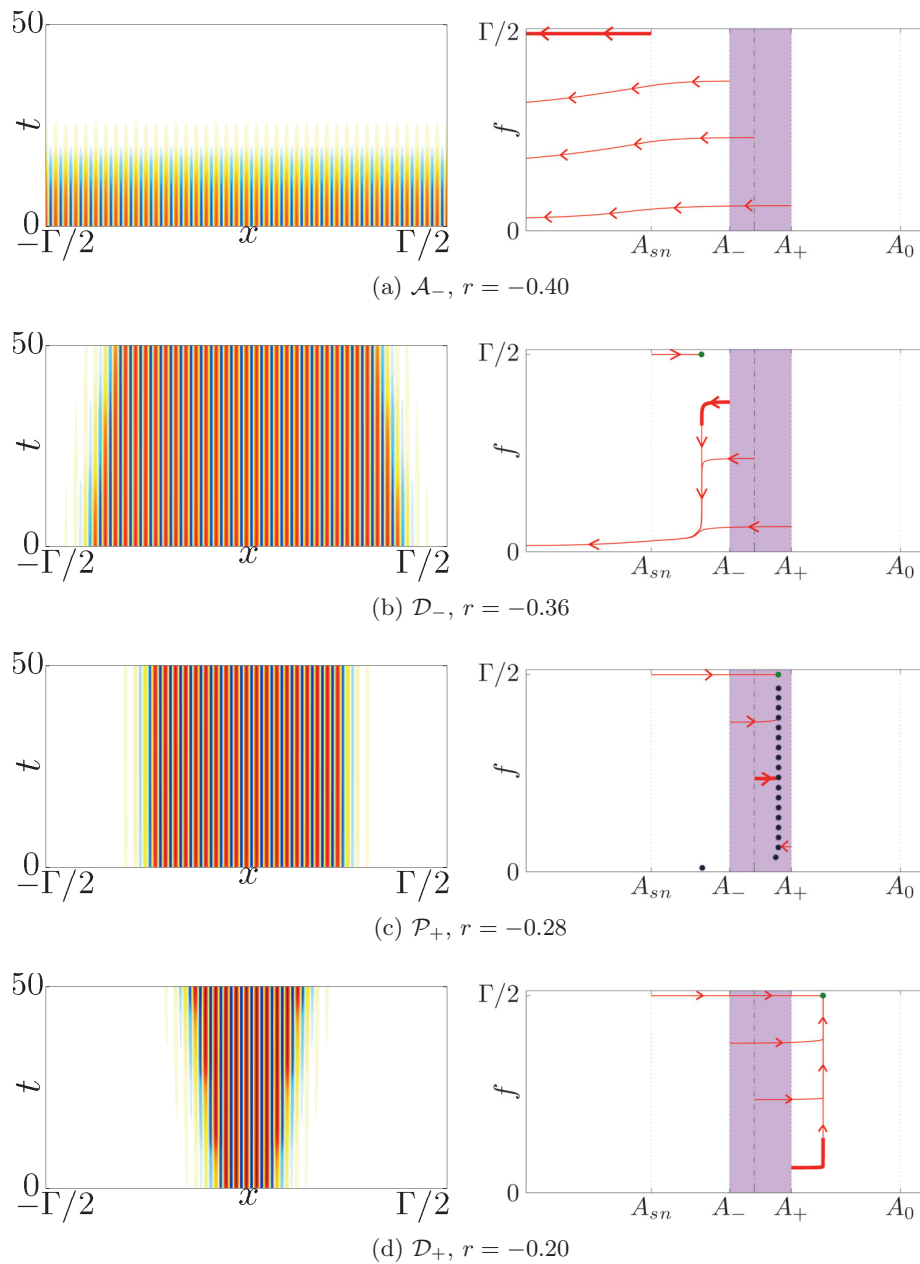 50
t
0
−Γ/2
x
Γ/2
Γ/2
f
0
A_sn
A_−
A_+
A_0
(a) 𝒜_−, r = −0.40
50
t
0
−Γ/2
x
Γ/2
Γ/2
f
0
A_sn
A_−
A_+
A_0
(b) 𝒟_−, r = −0.36
50
t
0
−Γ/2
x
Γ/2
Γ/2
f
0
A_sn
A_−
A_+
A_0
(c) 𝒫_+, r = −0.28
50
t
0
−Γ/2
x
Γ/2
Γ/2
f
0
A_sn
A_−
A_+
A_0
(d) 𝒟_+, r = −0.20